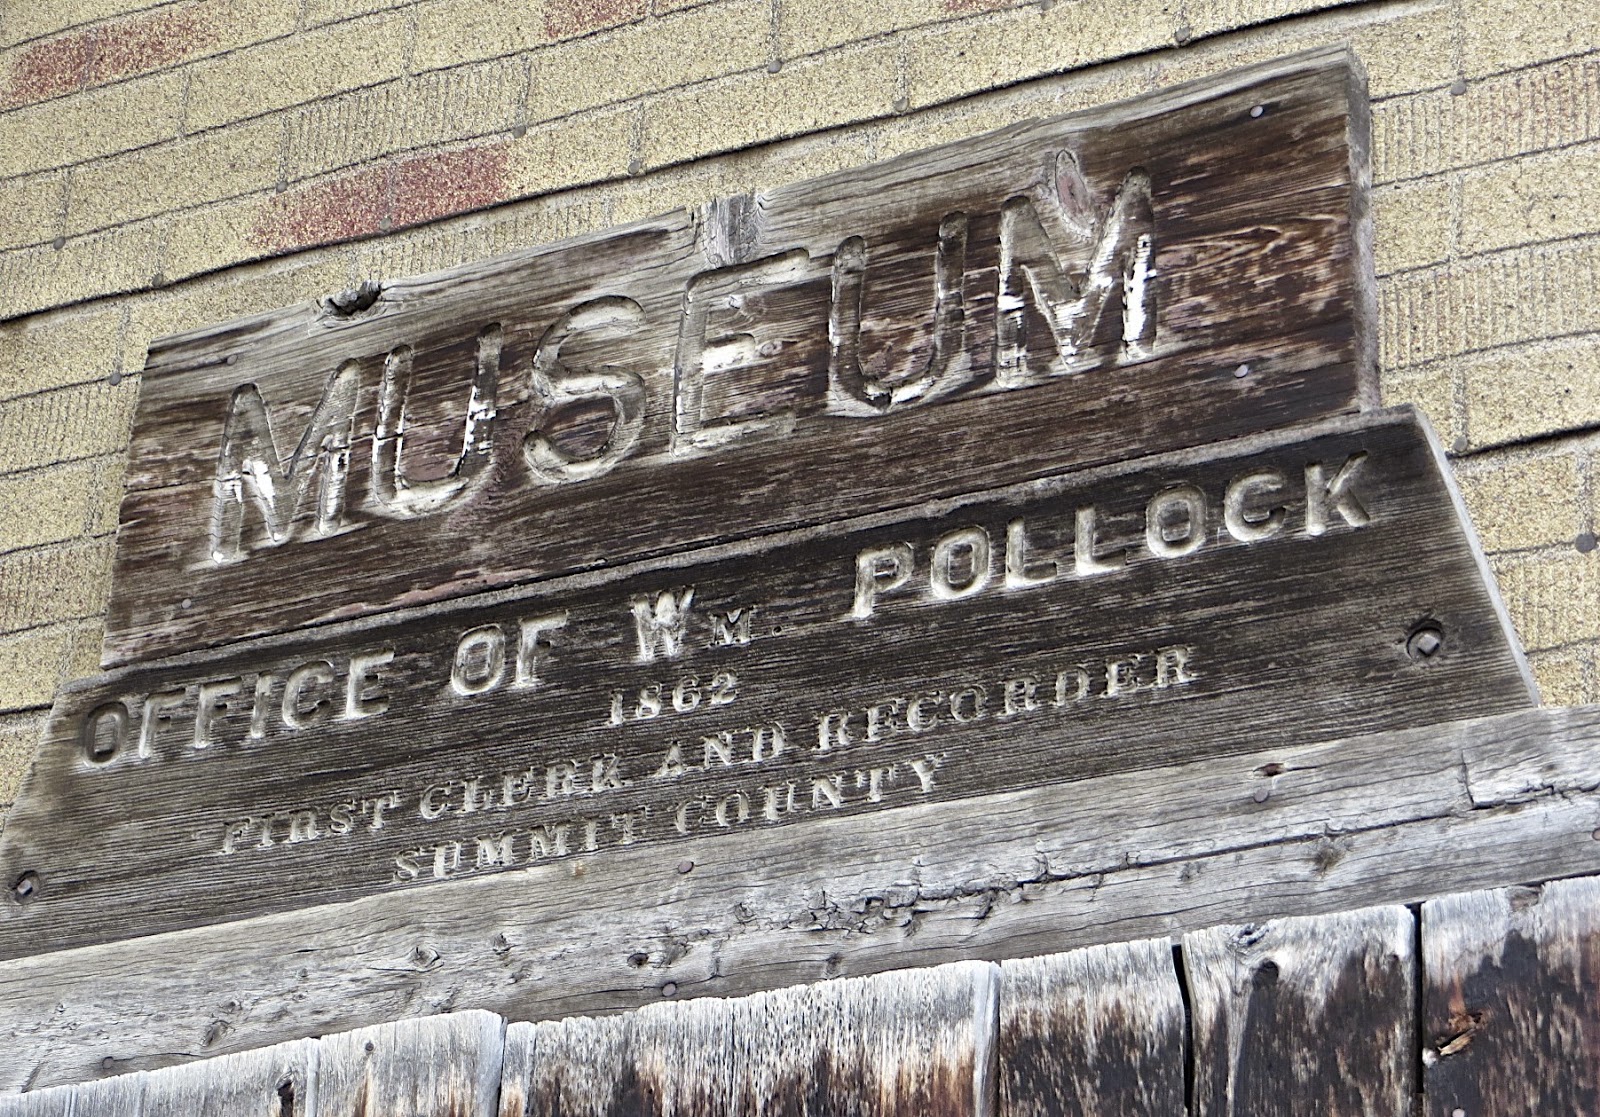 MUSEUM
OFFICE OF WM. POLLOCK
1862
FIRST CLERK AND RECORDER
SUMMIT COUNTY